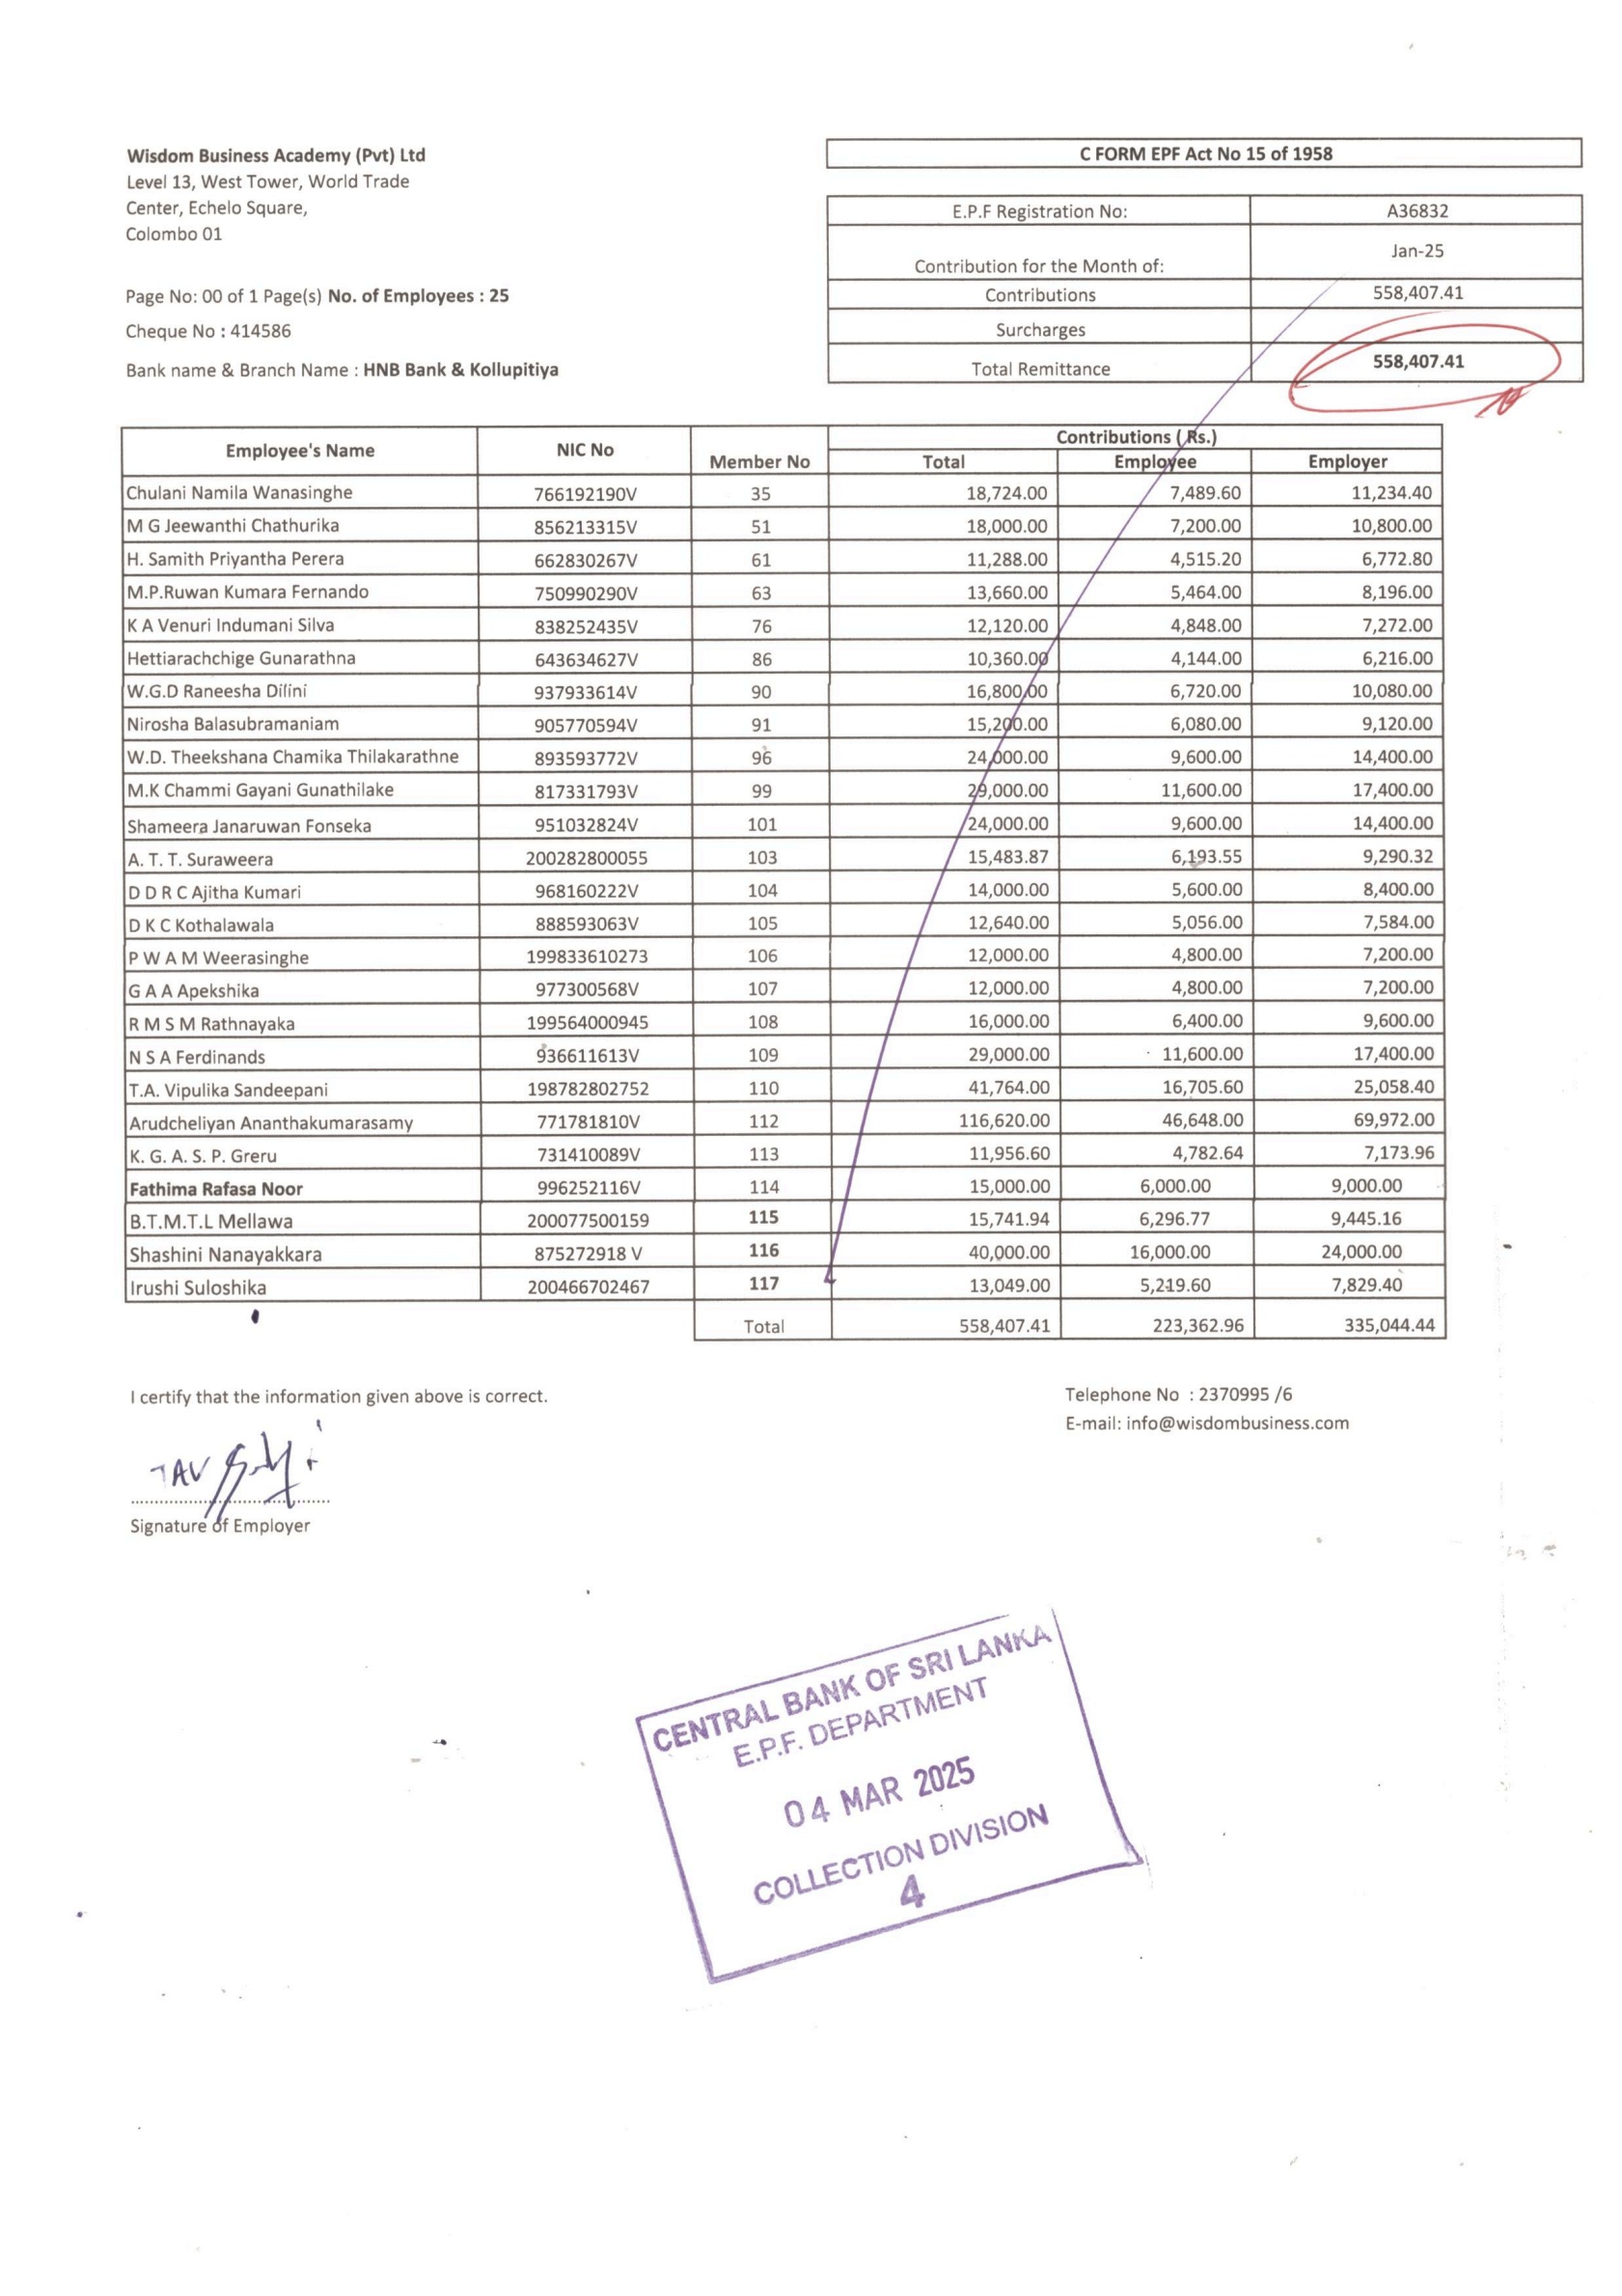 Wisdom Business Academy (Pvt) Ltd
Level 13, West Tower, World Trade
Center, Echelo Square,
Colombo 01
Page No: 00 of 1 Page(s) No. of Employees : 25
Cheque No : 414586
Bank name & Branch Name : HNB Bank & Kollupitiya
C FORM EPF Act No 15 of 1958
E.P.F Registration No: A36832
Contribution for the Month of: Jan-25
Contributions 558,407.41
Surcharges
Total Remittance 558,407.41
Employee's Name NIC No Member No Contributions ( Rs.)
Total Employee Employer
Chulani Namila Wanasinghe 766192190V 35 18,724.00 7,489.60 11,234.40
M G Jeewanthi Chathurika 856213315V 51 18,000.00 7,200.00 10,800.00
H. Samith Priyantha Perera 662830267V 61 11,288.00 4,515.20 6,772.80
M.P.Ruwan Kumara Fernando 750990290V 63 13,660.00 5,464.00 8,196.00
K A Venuri Indumani Silva 838252435V 76 12,120.00 4,848.00 7,272.00
Hettiarachchige Gunarathna 643634627V 86 10,360.00 4,144.00 6,216.00
W.G.D Raneesha Dilini 937933614V 90 16,800.00 6,720.00 10,080.00
Nirosha Balasubramaniam 905770594V 91 15,200.00 6,080.00 9,120.00
W.D. Theekshana Chamika Thilakarathne 893593772V 96 24,000.00 9,600.00 14,400.00
M.K Chammi Gayani Gunathilake 817331793V 99 29,000.00 11,600.00 17,400.00
Shameera Janaruwan Fonseka 951032824V 101 24,000.00 9,600.00 14,400.00
A. T. T. Suraweera 200282800055 103 15,483.87 6,193.55 9,290.32
D D R C Ajitha Kumari 968160222V 104 14,000.00 5,600.00 8,400.00
D K C Kothalawala 888593063V 105 12,640.00 5,056.00 7,584.00
P W A M Weerasinghe 199833610273 106 12,000.00 4,800.00 7,200.00
G A A Apekshika 977300568V 107 12,000.00 4,800.00 7,200.00
R M S M Rathnayaka 199564000945 108 16,000.00 6,400.00 9,600.00
N S A Ferdinands 936611613V 109 29,000.00 11,600.00 17,400.00
T.A. Vipulika Sandeepani 198782802752 110 41,764.00 16,705.60 25,058.40
Arudcheliyan Ananthakumarasamy 771781810V 112 116,620.00 46,648.00 69,972.00
K. G. A. S. P. Greru 731410089V 113 11,956.60 4,782.64 7,173.96
Fathima Rafasa Noor 996252116V 114 15,000.00 6,000.00 9,000.00
B.T.M.T.L Mellawa 200077500159 115 15,741.94 6,296.77 9,445.16
Shashini Nanayakkara 875272918 V 116 40,000.00 16,000.00 24,000.00
Irushi Suloshika 200466702467 117 13,049.00 5,219.60 7,829.40
Total 558,407.41 223,362.96 335,044.44
I certify that the information given above is correct.
Telephone No : 2370995 /6
E-mail: info@wisdombusiness.com
TAV
Signature of Employer
CENTRAL BANK OF SRI LANKA
E.P.F. DEPARTMENT
04 MAR 2025
COLLECTION DIVISION
4